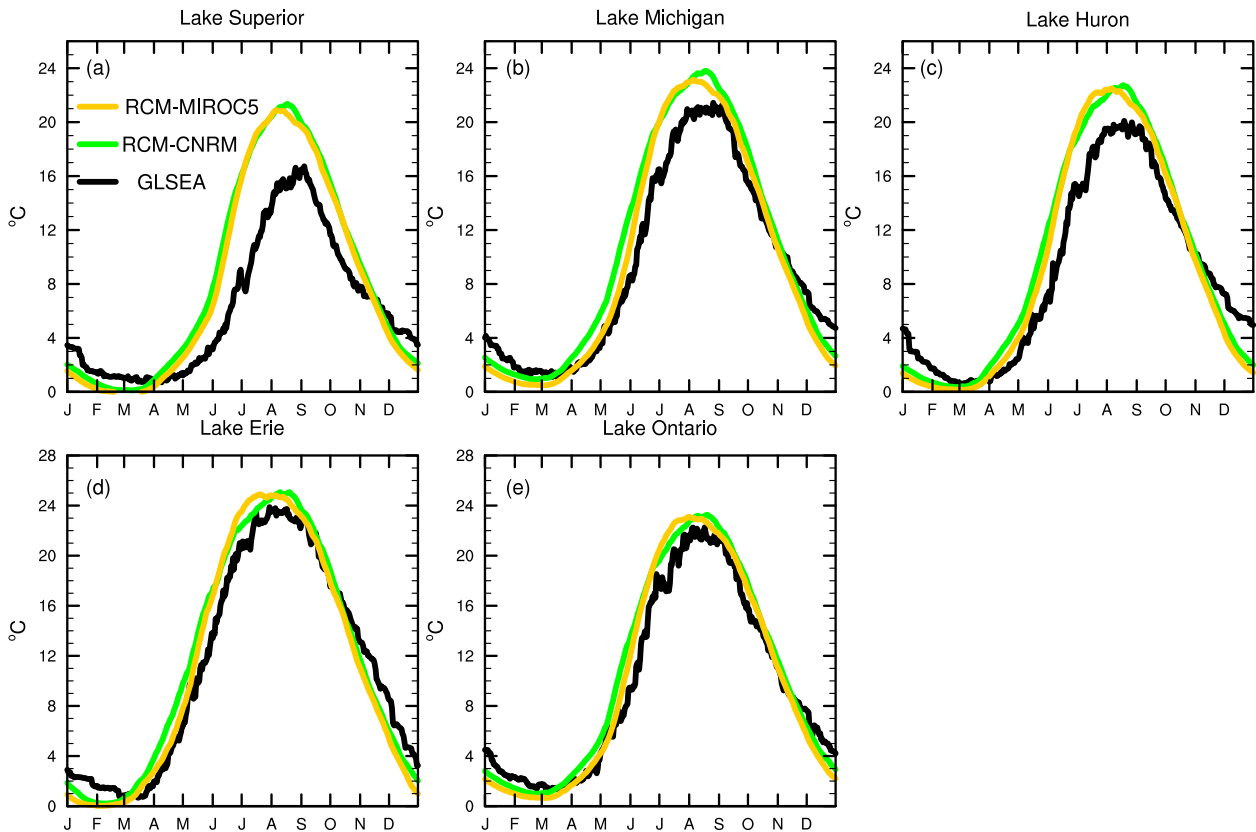 Lake Superior
(a)
RCM-MIROC5
RCM-CNRM
GLSEA
°C
24
20
16
12
8
4
0
J F M A M J J A S O N D
Lake Michigan
(b)
°C
24
20
16
12
8
4
0
J F M A M J J A S O N D
Lake Huron
(c)
°C
24
20
16
12
8
4
0
J F M A M J J A S O N D
Lake Erie
(d)
°C
28
24
20
16
12
8
4
0
J F M A M J J A S O N D
Lake Ontario
(e)
°C
28
24
20
16
12
8
4
0
J F M A M J J A S O N D